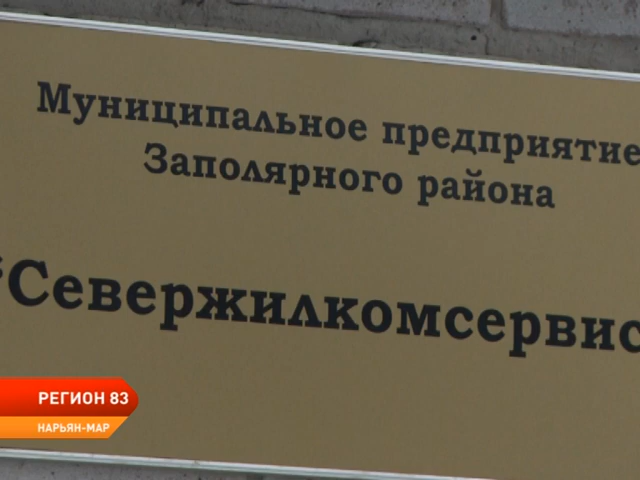 Муниципальное предприятие
Заполярного района
“Севержилкомсервис
РЕГИОН 83
НАРЬЯН-МАР